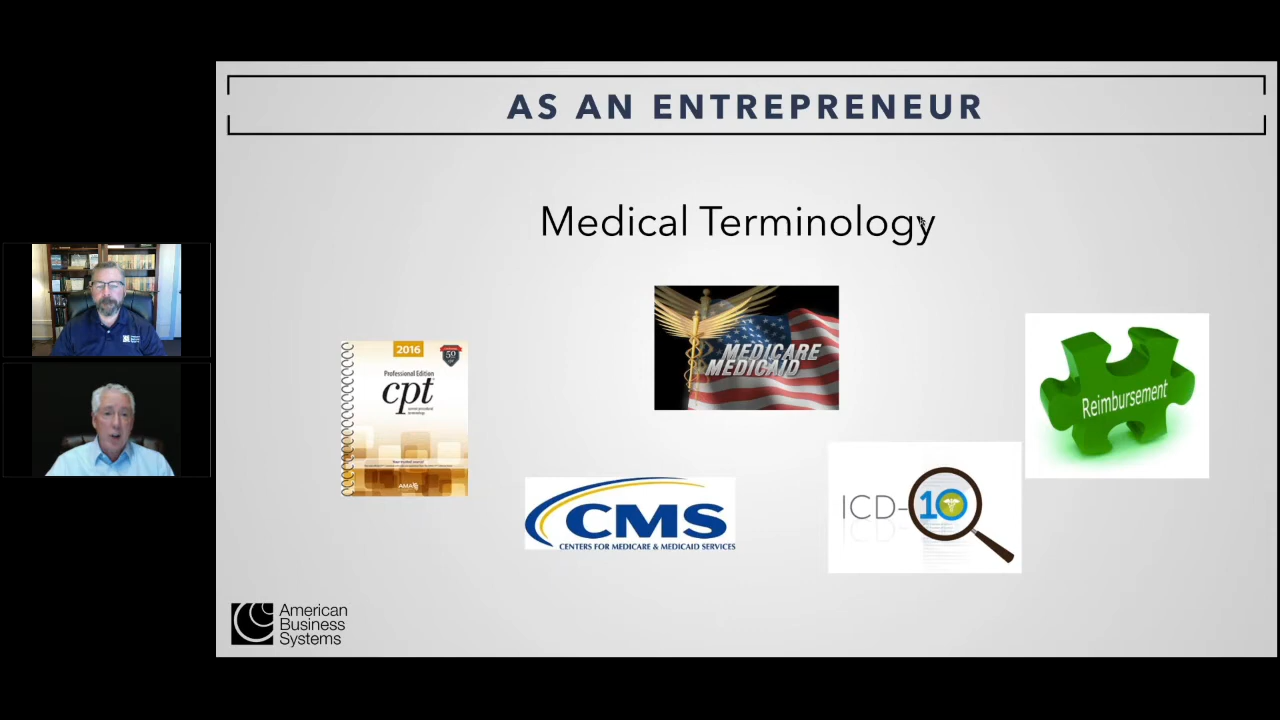 AS AN ENTREPRENEUR
Medical Terminology
MEDICARE
MEDICAID
2016
Professional Edition
cpt
current procedural
terminology
AMA
Reimbursement
CMS
CENTERS FOR MEDICARE & MEDICAID SERVICES
ICD-10
American
Business
Systems